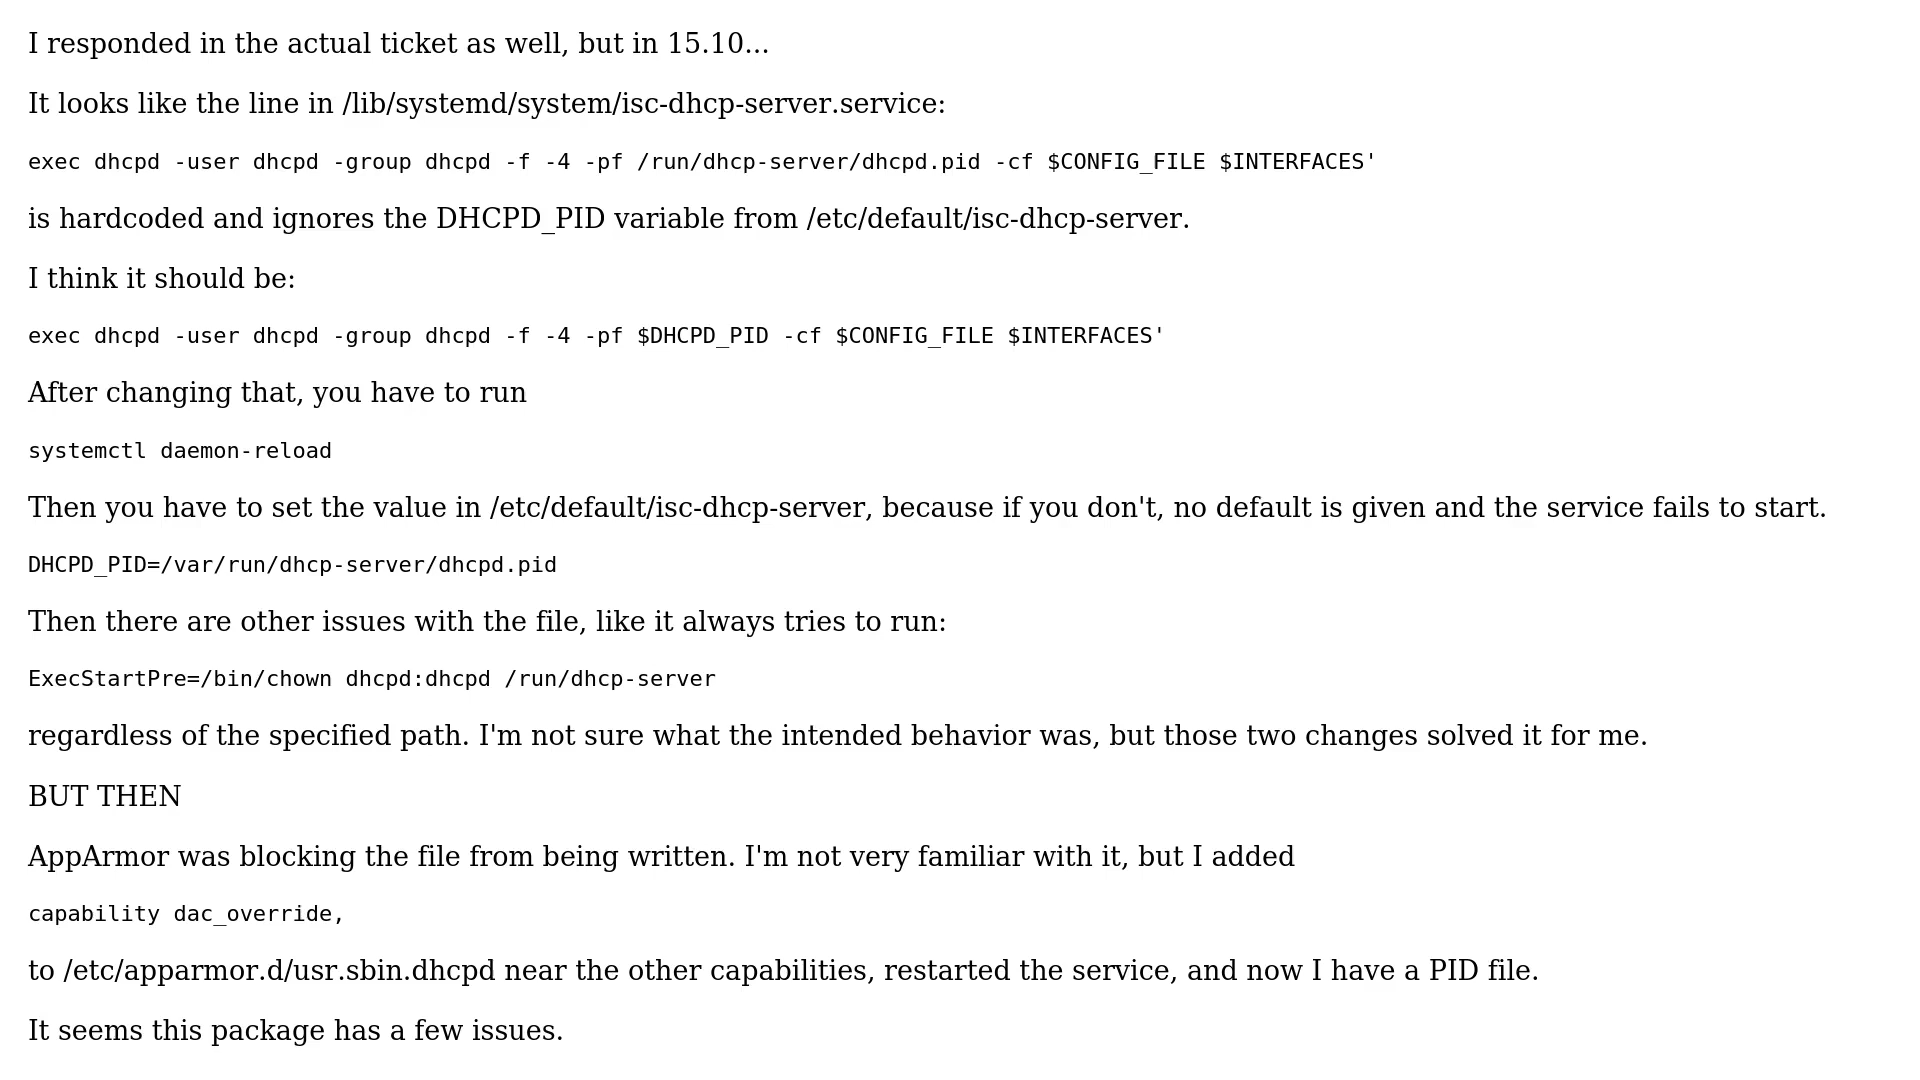 I responded in the actual ticket as well, but in 15.10...
It looks like the line in /lib/systemd/system/isc-dhcp-server.service:
exec dhcpd -user dhcpd -group dhcpd -f -4 -pf /run/dhcp-server/dhcpd.pid -cf $CONFIG_FILE $INTERFACES'
is hardcoded and ignores the DHCPD_PID variable from /etc/default/isc-dhcp-server.
I think it should be:
exec dhcpd -user dhcpd -group dhcpd -f -4 -pf $DHCPD_PID -cf $CONFIG_FILE $INTERFACES'
After changing that, you have to run
systemctl daemon-reload
Then you have to set the value in /etc/default/isc-dhcp-server, because if you don't, no default is given and the service fails to start.
DHCPD_PID=/var/run/dhcp-server/dhcpd.pid
Then there are other issues with the file, like it always tries to run:
ExecStartPre=/bin/chown dhcpd:dhcpd /run/dhcp-server
regardless of the specified path. I'm not sure what the intended behavior was, but those two changes solved it for me.
BUT THEN
AppArmor was blocking the file from being written. I'm not very familiar with it, but I added
capability dac_override,
to /etc/apparmor.d/usr.sbin.dhcpd near the other capabilities, restarted the service, and now I have a PID file.
It seems this package has a few issues.